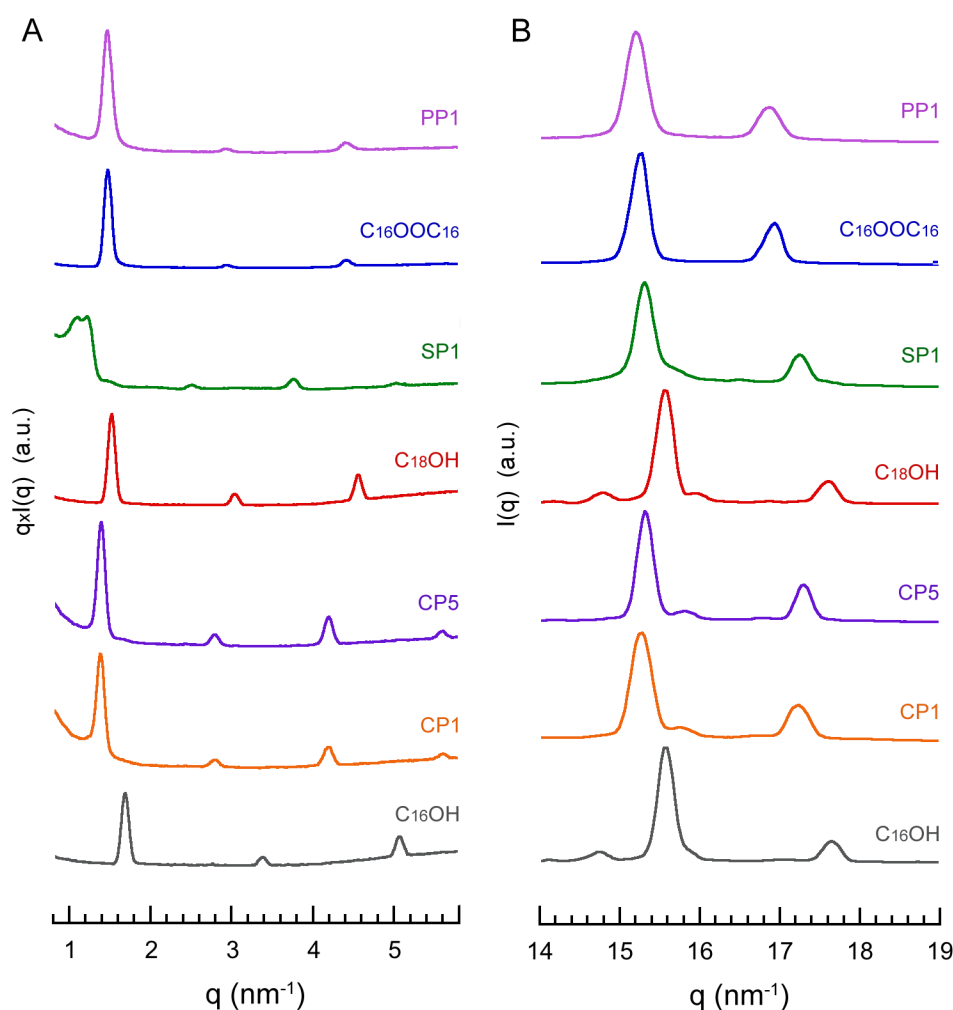 A
PP1
C₁₆OOC₁₆
SP1
C₁₈OH
CP5
CP1
C₁₆OH
qxI(q) (a.u.)
1 2 3 4 5
q (nm⁻¹)
B
PP1
C₁₆OOC₁₆
SP1
C₁₈OH
CP5
CP1
C₁₆OH
I(q) (a.u.)
14 15 16 17 18 19
q (nm⁻¹)